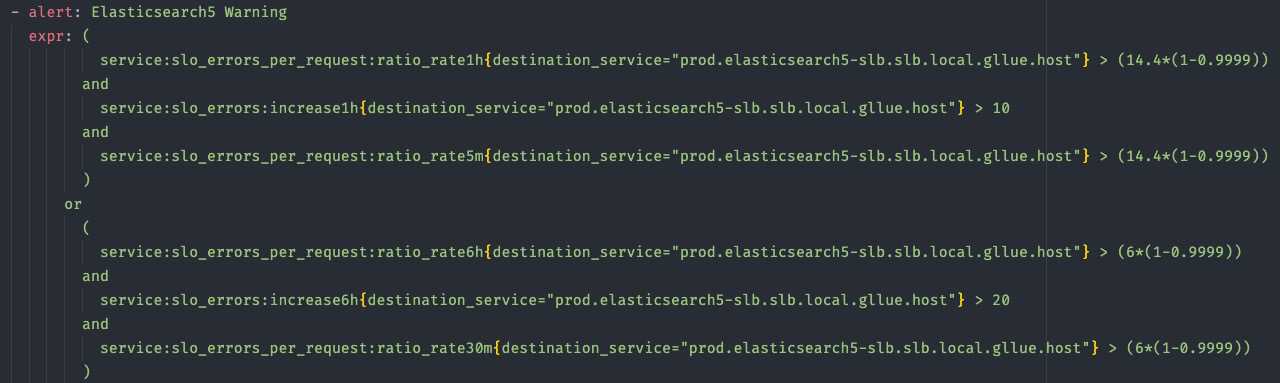 - alert: Elasticsearch5 Warning
expr: (
service:slo_errors_per_request:ratio_rate1h{destination_service="prod.elasticsearch5-slb.slb.local.gllue.host"} > (14.4*(1-0.9999))
and
service:slo_errors:increase1h{destination_service="prod.elasticsearch5-slb.slb.local.gllue.host"} > 10
and
service:slo_errors_per_request:ratio_rate5m{destination_service="prod.elasticsearch5-slb.slb.local.gllue.host"} > (14.4*(1-0.9999))
)
or
(
service:slo_errors_per_request:ratio_rate6h{destination_service="prod.elasticsearch5-slb.slb.local.gllue.host"} > (6*(1-0.9999))
and
service:slo_errors:increase6h{destination_service="prod.elasticsearch5-slb.slb.local.gllue.host"} > 20
and
service:slo_errors_per_request:ratio_rate30m{destination_service="prod.elasticsearch5-slb.slb.local.gllue.host"} > (6*(1-0.9999))
)